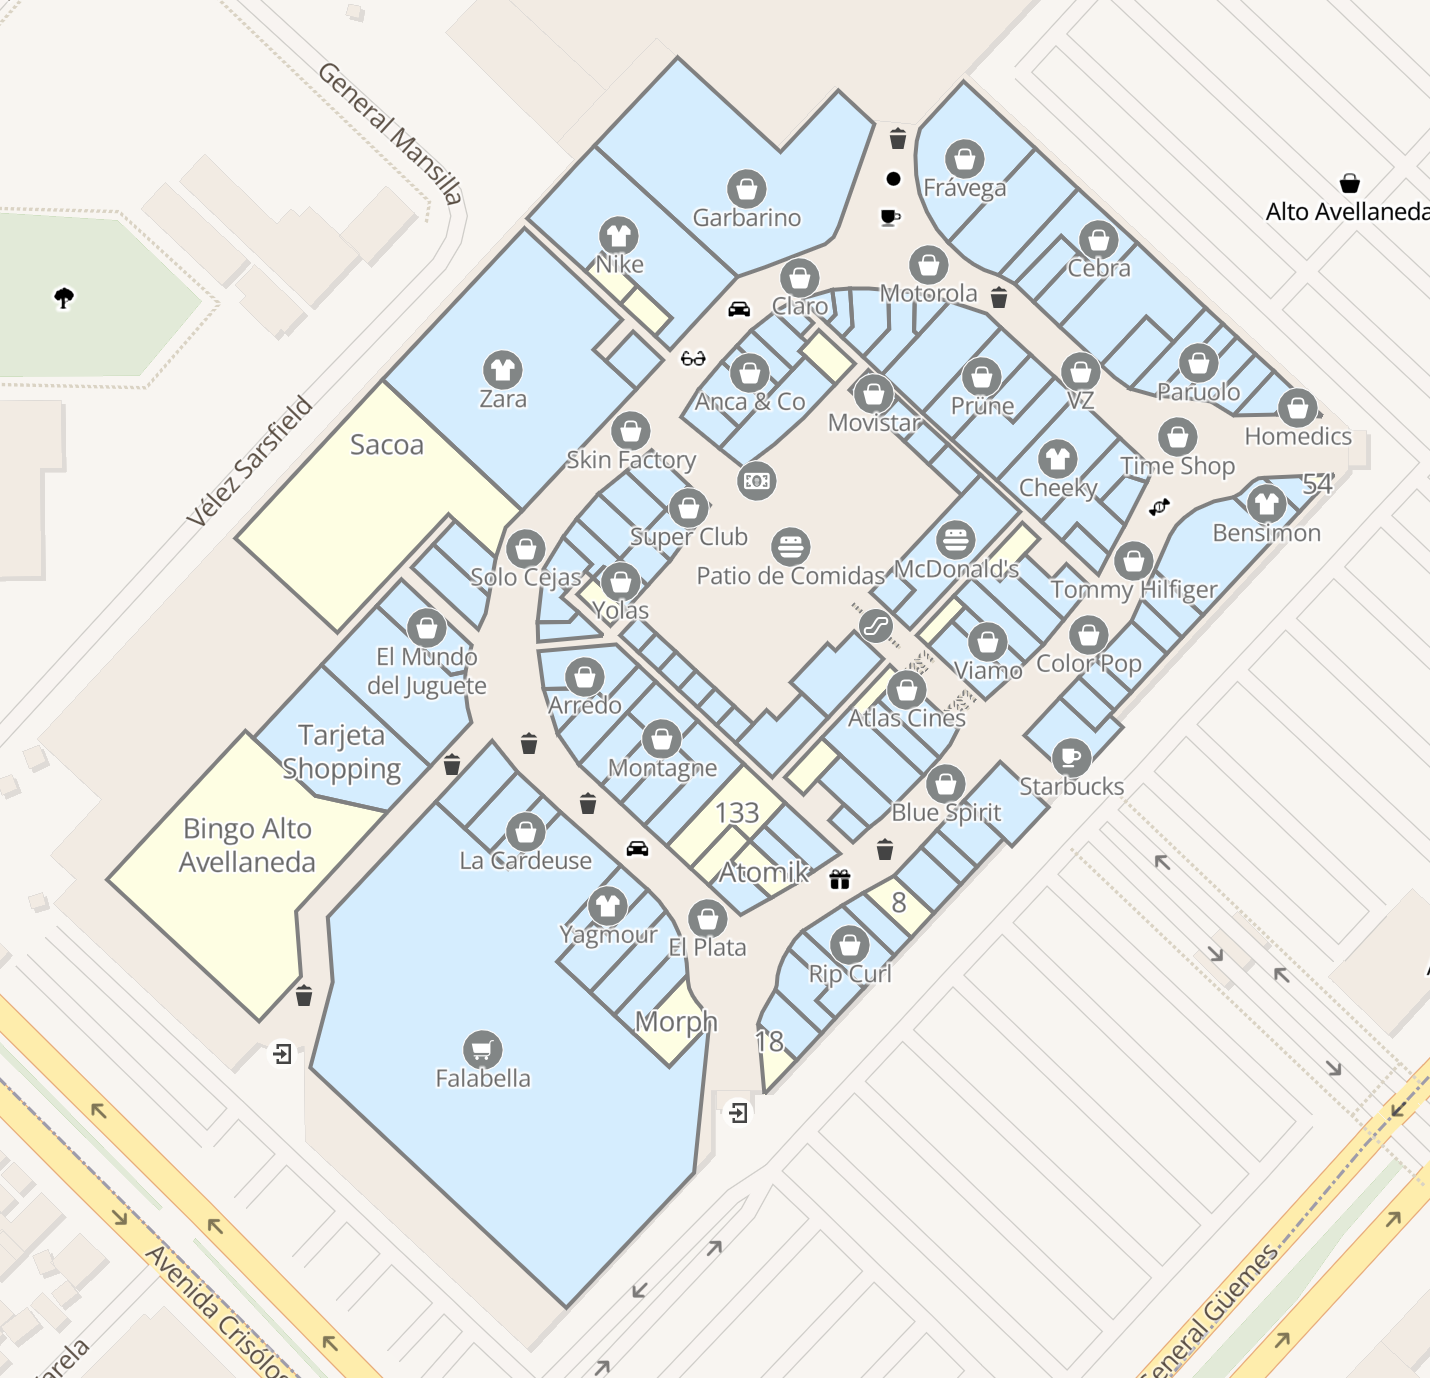 General Mansilla
Frávega
Alto Avellaneda
Garbarino
Nike
Cebra
Claro
Motorola
Zara
Anca & Co
Prüne
VZ
Paruolo
Movistar
Homedics
Sacoa
Skin Factory
Time Shop
Cheeky
54
Vélez Sarsfield
Super Club
Bensimon
Solo Cejas
Patio de Comidas
McDonald's
Tommy Hilfiger
Yolas
El Mundo
del Juguete
Viamo
Color Pop
Arredo
Atlas Cines
Tarjeta
Shopping
Montagne
Starbucks
133
Blue Spirit
Bingo Alto
Avellaneda
La Cardeuse
Atomik
8
Yagmour
El Plata
Rip Curl
Morph
18
Falabella
Avenida Crisólo
General Güemes
arela